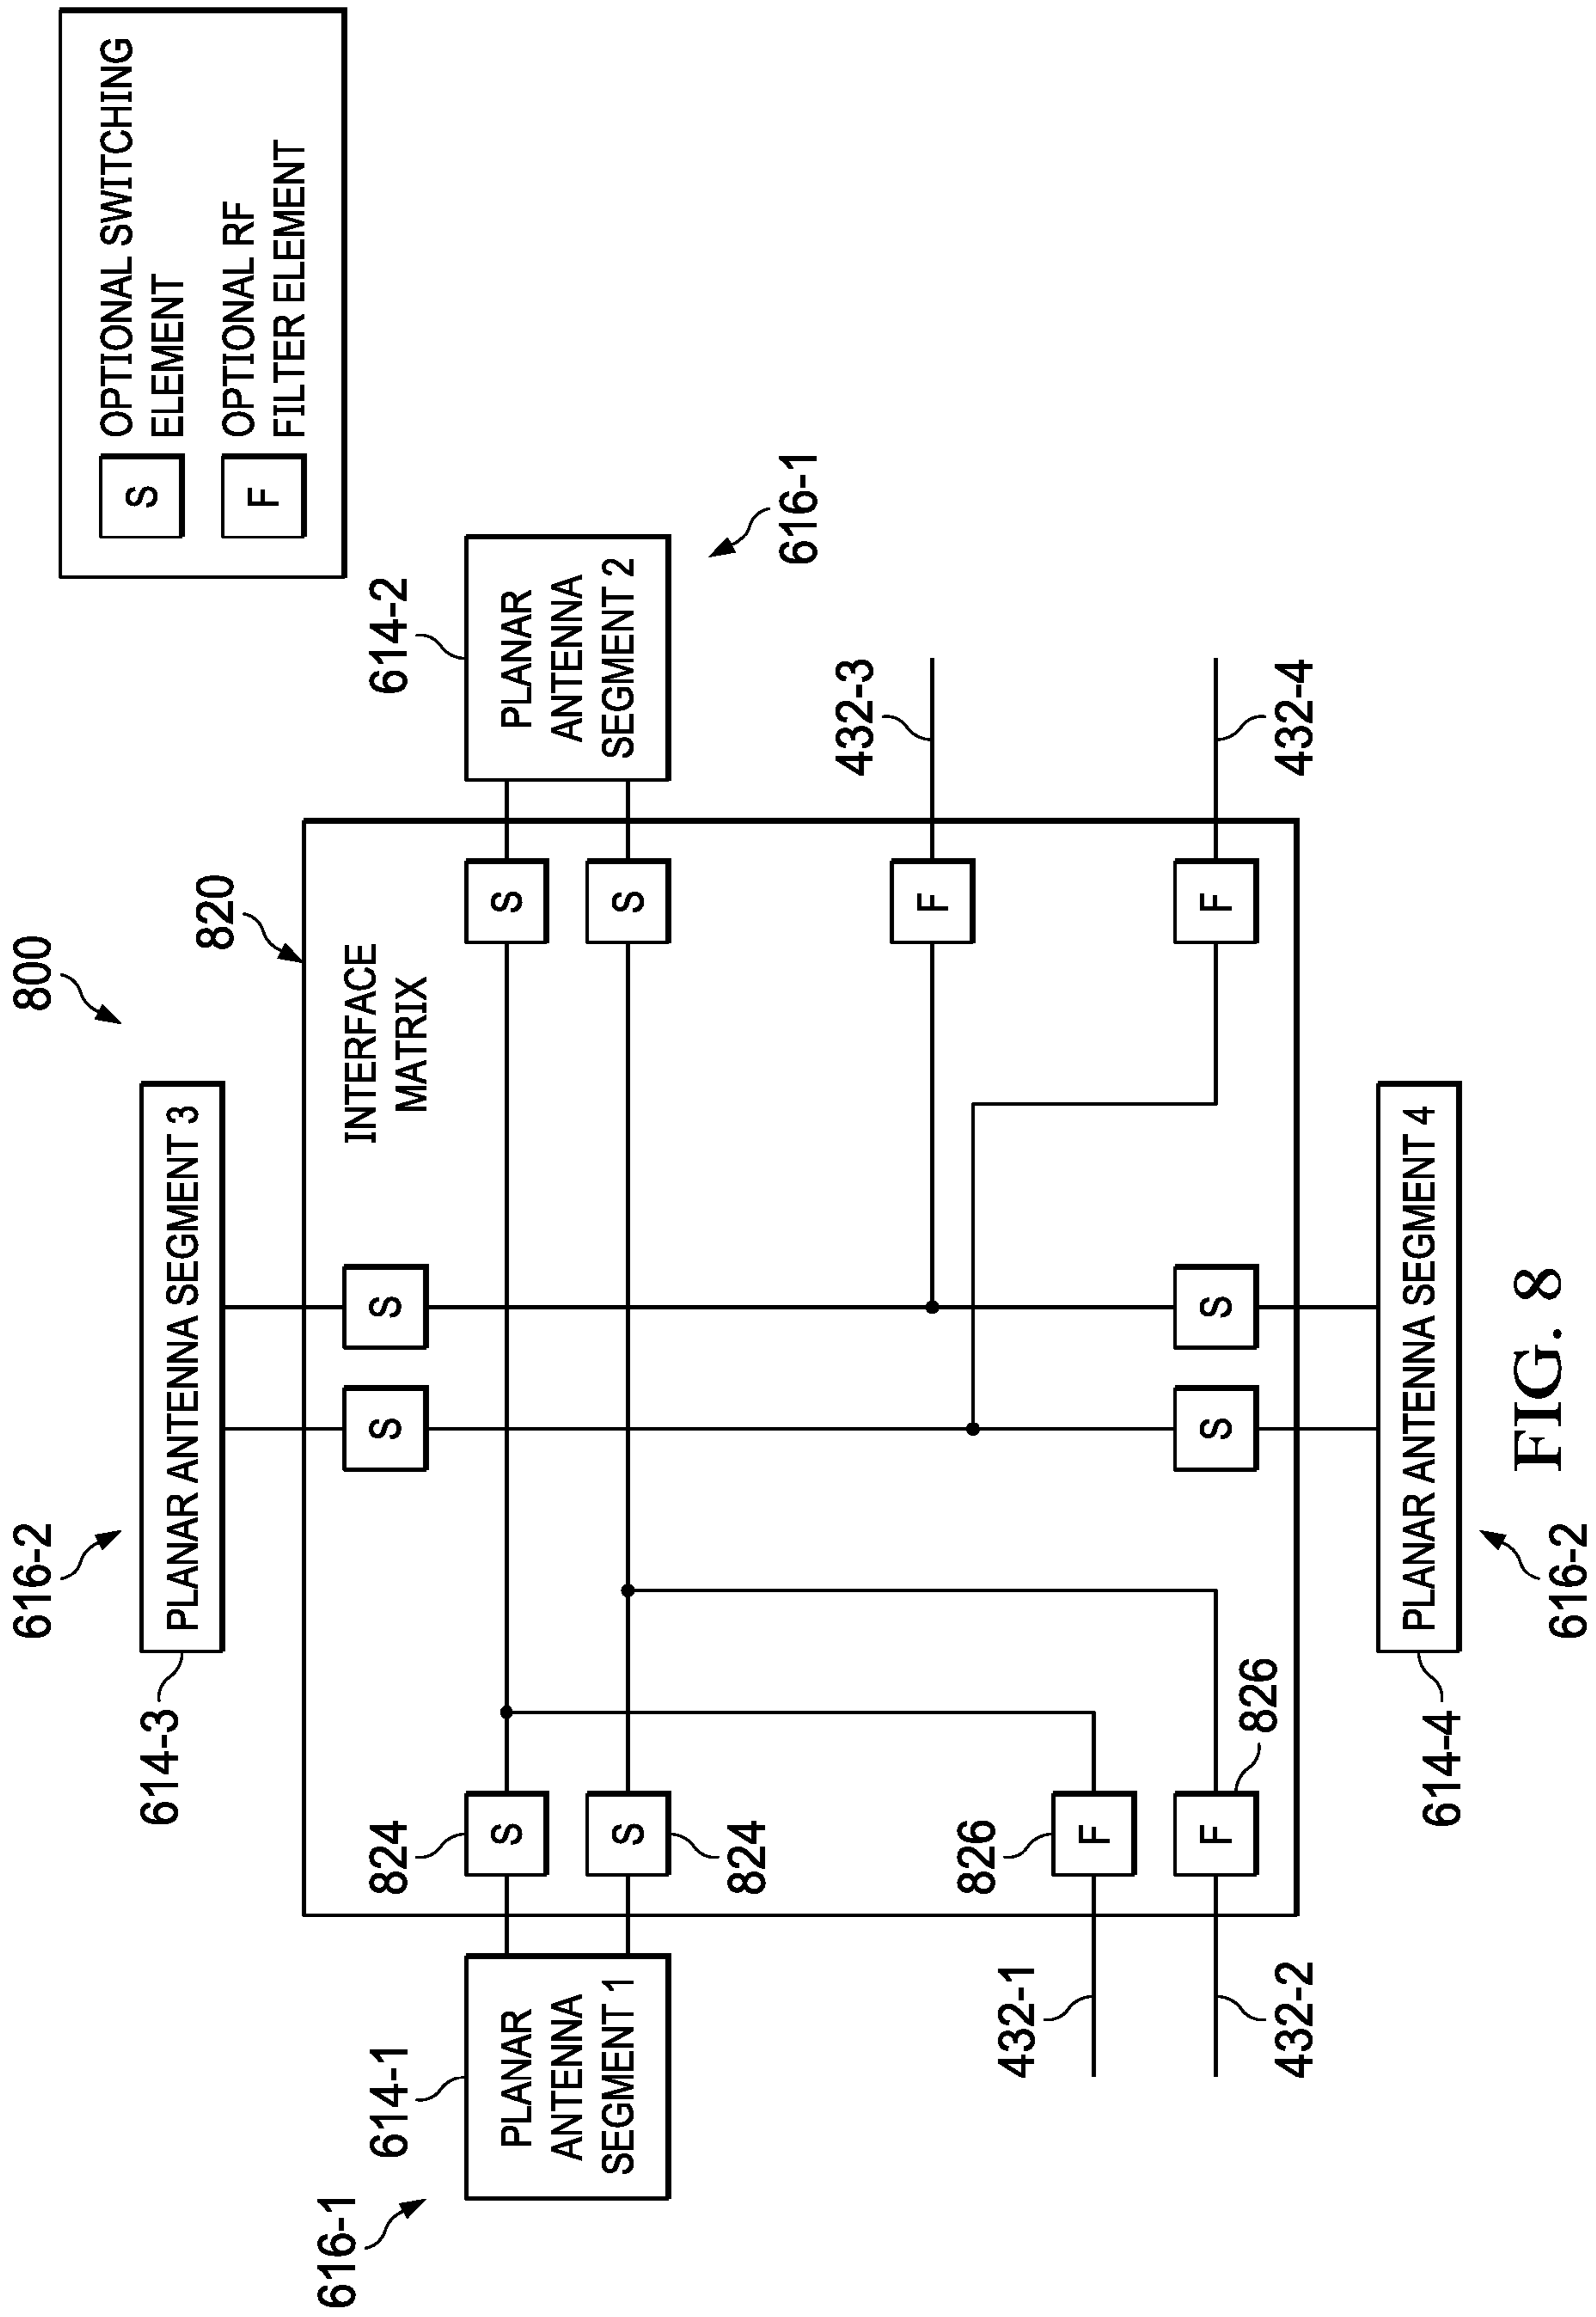 800
616-2
614-3
PLANAR ANTENNA SEGMENT 3
820
INTERFACE
MATRIX
S
OPTIONAL SWITCHING
ELEMENT
F
OPTIONAL RF
FILTER ELEMENT
616-1
614-1
PLANAR
ANTENNA
SEGMENT 1
824
S
S
824
S
S
S
S
614-2
PLANAR
ANTENNA
SEGMENT 2
616-1
432-1
826
F
F
826
432-2
S
S
F
432-3
F
432-4
614-4
PLANAR ANTENNA SEGMENT 4
616-2
FIG. 8